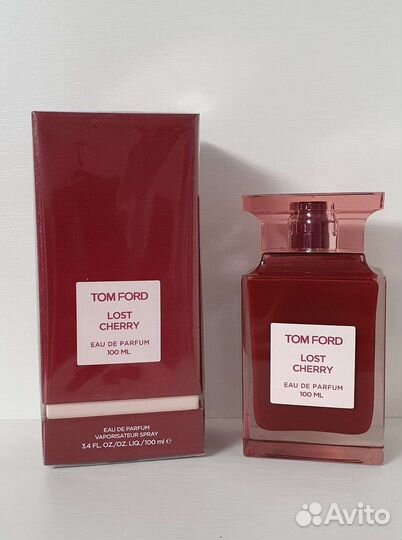 TOM FORD
LOST
CHERRY
EAU DE PARFUM
100 ML
EAU DE PARFUM
VAPORISATEUR SPRAY
3.4 FL. OZ./OZ. LIQ. / 100 ml ℮
TOM FORD
LOST
CHERRY
EAU DE PARFUM
100 ML
Avito